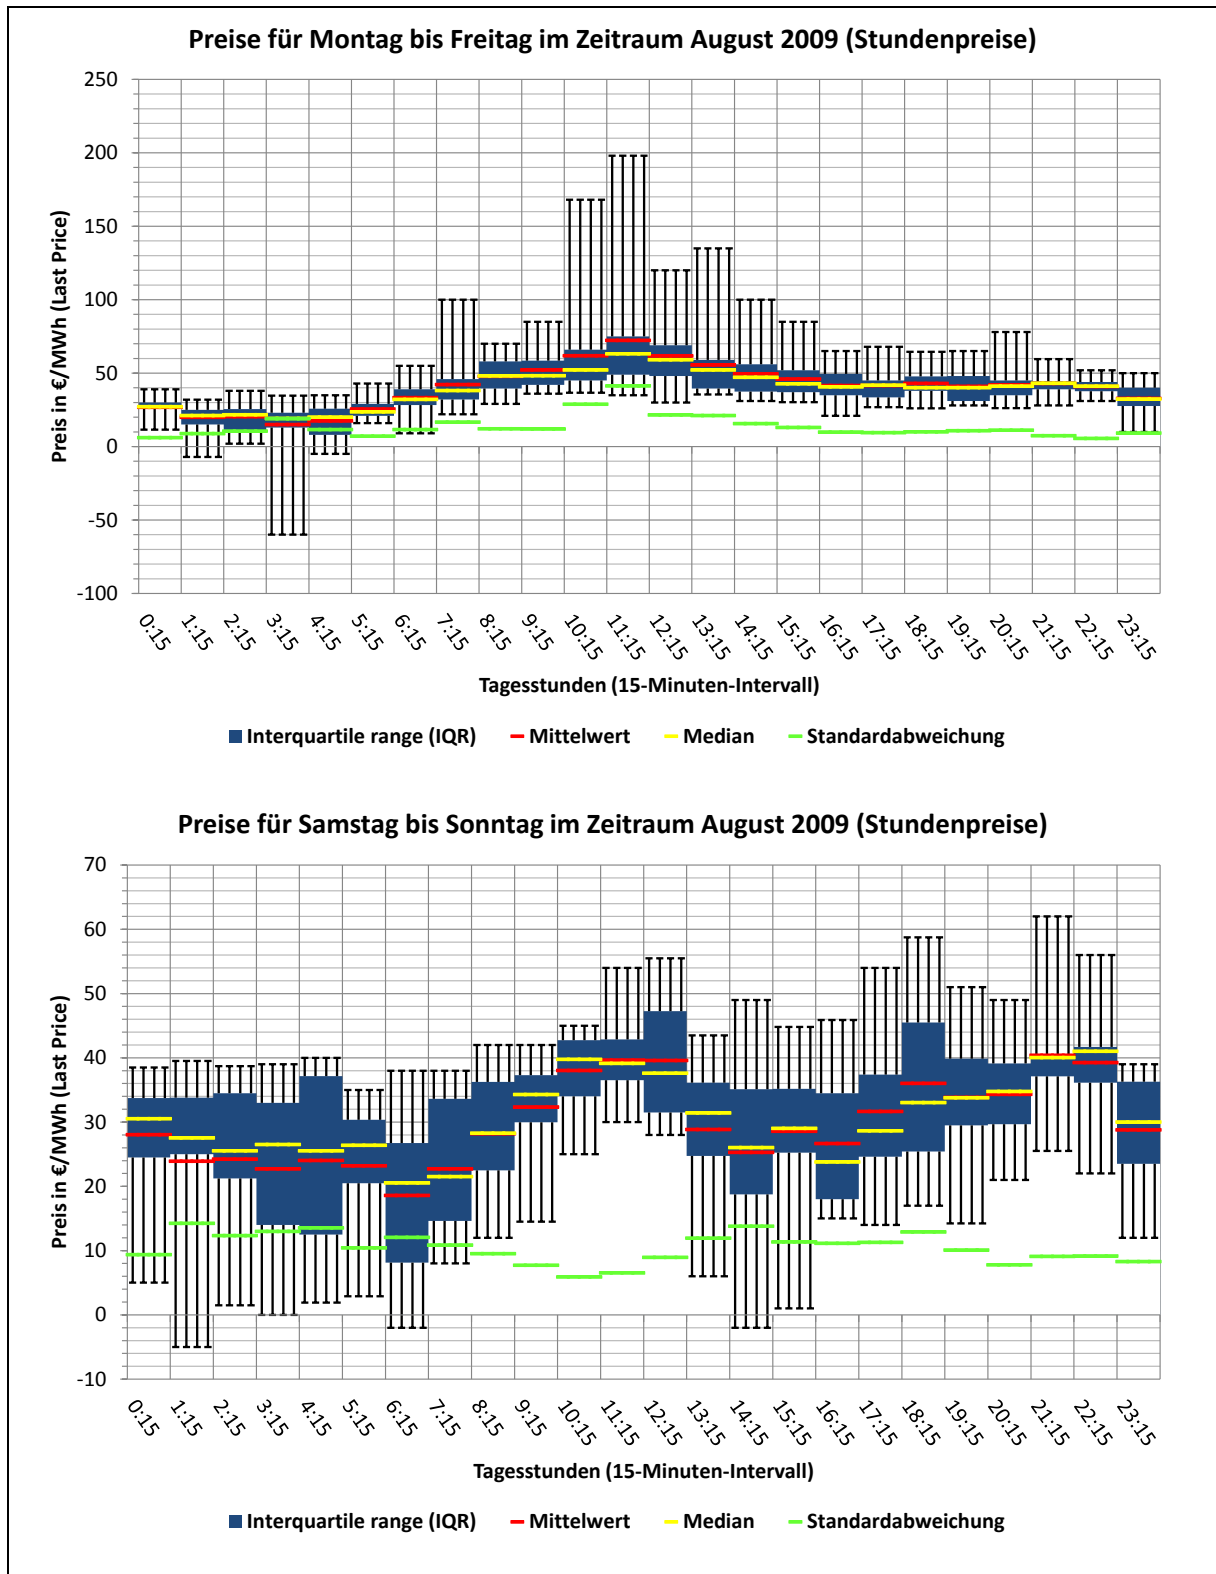 Preise für Montag bis Freitag im Zeitraum August 2009 (Stundenpreise)
250
200
150
100
50
0
-50
-100
Preis in €/MWh (Last Price)
0:15 1:15 2:15 3:15 4:15 5:15 6:15 7:15 8:15 9:15 10:15 11:15 12:15 13:15 14:15 15:15 16:15 17:15 18:15 19:15 20:15 21:15 22:15 23:15
Tagesstunden (15-Minuten-Intervall)
Interquartile range (IQR) Mittelwert Median Standardabweichung
Preise für Samstag bis Sonntag im Zeitraum August 2009 (Stundenpreise)
70
60
50
40
30
20
10
0
-10
Preis in €/MWh (Last Price)
0:15 1:15 2:15 3:15 4:15 5:15 6:15 7:15 8:15 9:15 10:15 11:15 12:15 13:15 14:15 15:15 16:15 17:15 18:15 19:15 20:15 21:15 22:15 23:15
Tagesstunden (15-Minuten-Intervall)
Interquartile range (IQR) Mittelwert Median Standardabweichung